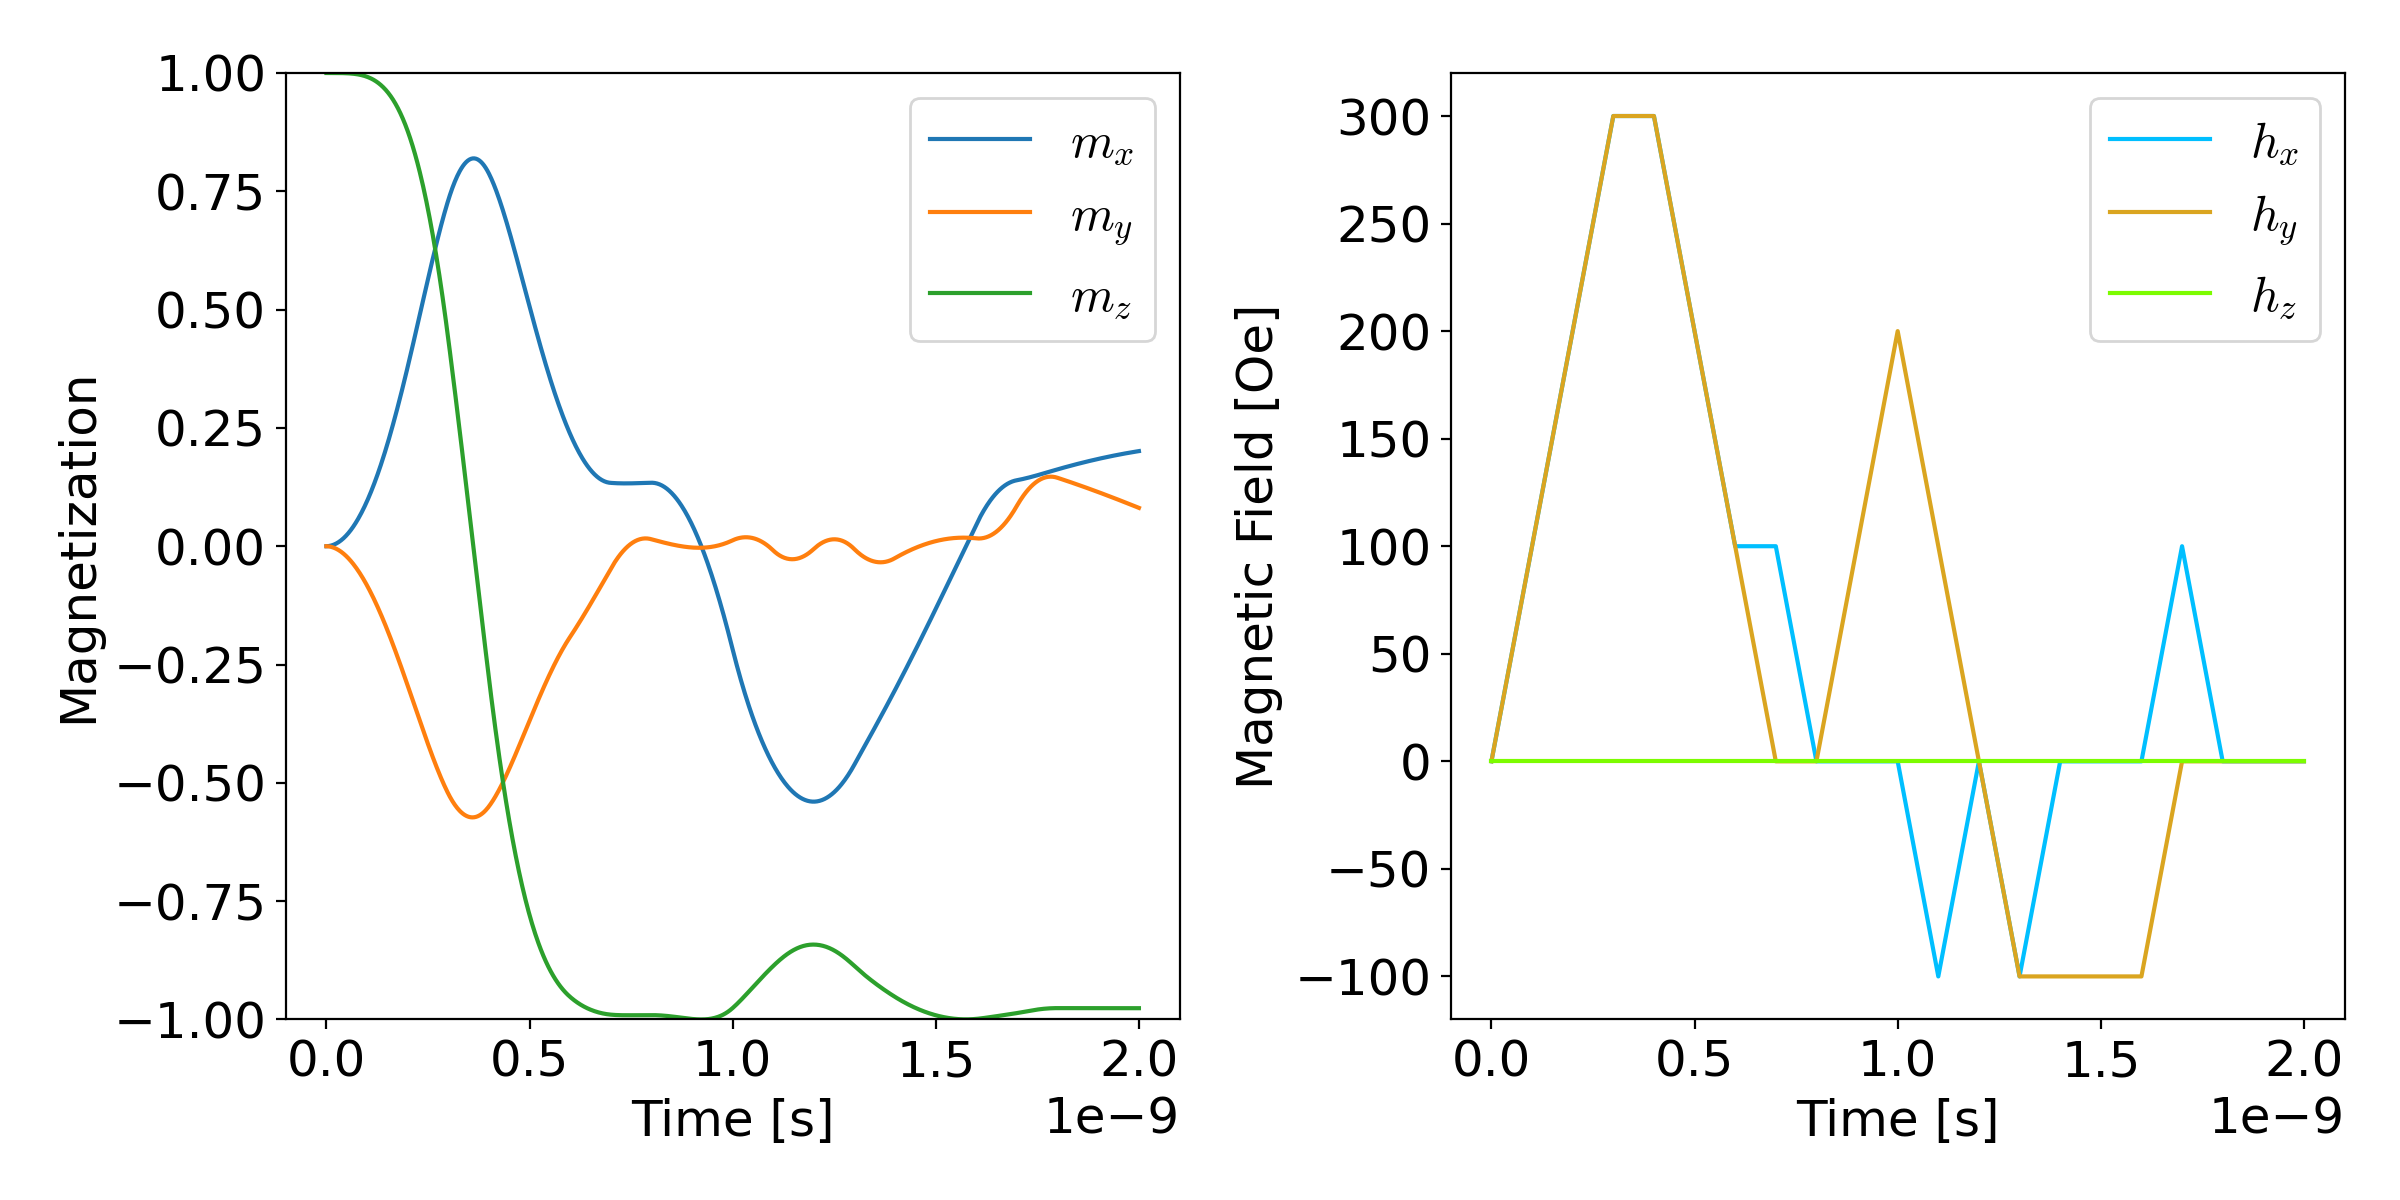 1.00
0.75
0.50
0.25
0.00
−0.25
−0.50
−0.75
−1.00
Magnetization
0.0 0.5 1.0 1.5 2.0
Time [s]
1e−9
m_x
m_y
m_z
300
250
200
150
100
50
0
−50
−100
Magnetic Field [Oe]
0.0 0.5 1.0 1.5 2.0
Time [s]
1e−9
h_x
h_y
h_z